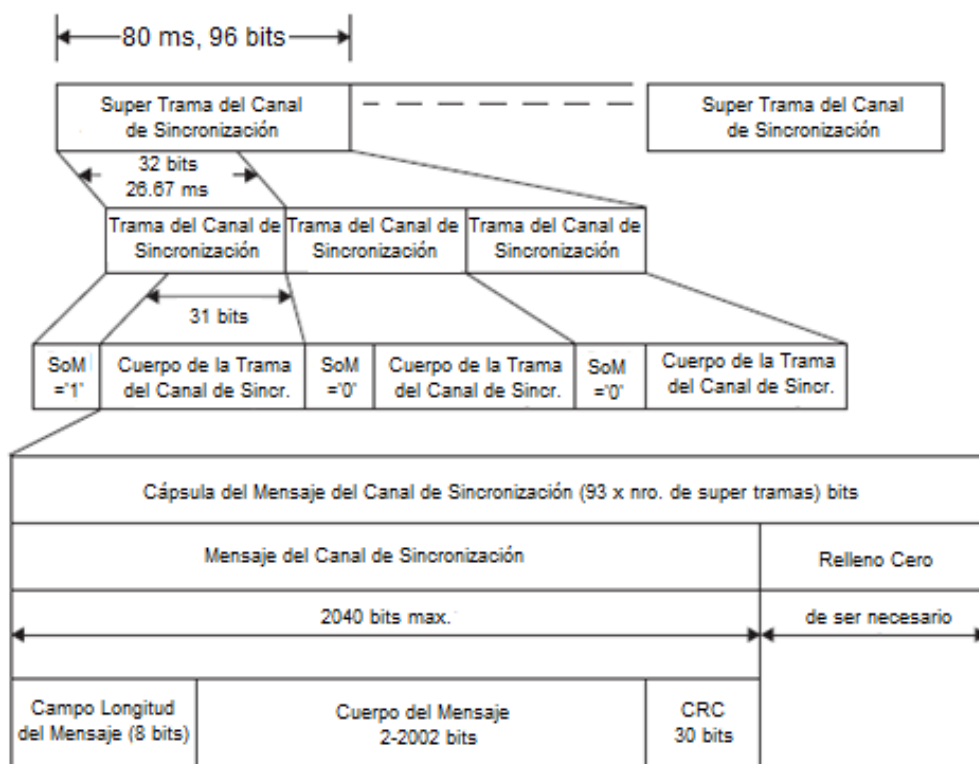 80 ms, 96 bits
Super Trama del Canal
de Sincronización
Super Trama del Canal
de Sincronización
32 bits
26.67 ms
Trama del Canal de
Sincronización
Trama del Canal de
Sincronización
Trama del Canal de
Sincronización
31 bits
SoM
='1'
Cuerpo de la Trama
del Canal de Sincr.
SoM
='0'
Cuerpo de la Trama
del Canal de Sincr.
SoM
='0'
Cuerpo de la Trama
del Canal de Sincr.
Cápsula del Mensaje del Canal de Sincronización (93 x nro. de super tramas) bits
Mensaje del Canal de Sincronización
Relleno Cero
2040 bits max.
de ser necesario
Campo Longitud
del Mensaje (8 bits)
Cuerpo del Mensaje
2-2002 bits
CRC
30 bits